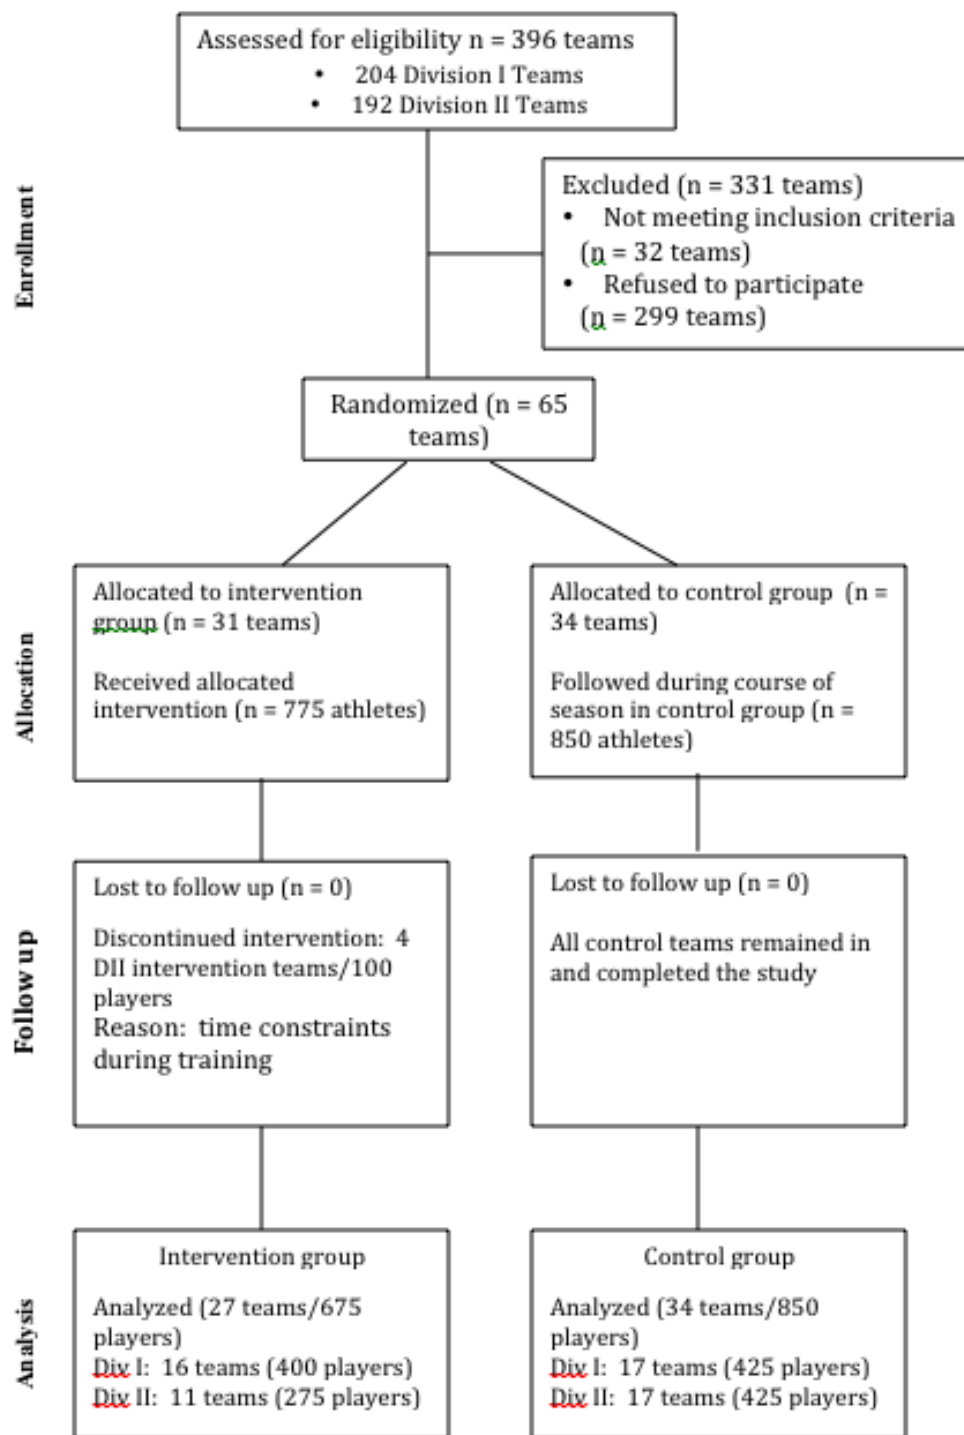 Assessed for eligibility n = 396 teams
• 204 Division I Teams
• 192 Division II Teams
Enrollment
Excluded (n = 331 teams)
• Not meeting inclusion criteria
(n = 32 teams)
• Refused to participate
(n = 299 teams)
Randomized (n = 65
teams)
Allocation
Allocated to intervention
group (n = 31 teams)
Received allocated
intervention (n = 775 athletes)
Allocated to control group (n =
34 teams)
Followed during course of
season in control group (n =
850 athletes)
Follow up
Lost to follow up (n = 0)
Discontinued intervention: 4
DII intervention teams/100
players
Reason: time constraints
during training
Lost to follow up (n = 0)
All control teams remained in
and completed the study
Analysis
Intervention group
Analyzed (27 teams/675
players)
Div I: 16 teams (400 players)
Div II: 11 teams (275 players)
Control group
Analyzed (34 teams/850
players)
Div I: 17 teams (425 players)
Div II: 17 teams (425 players)